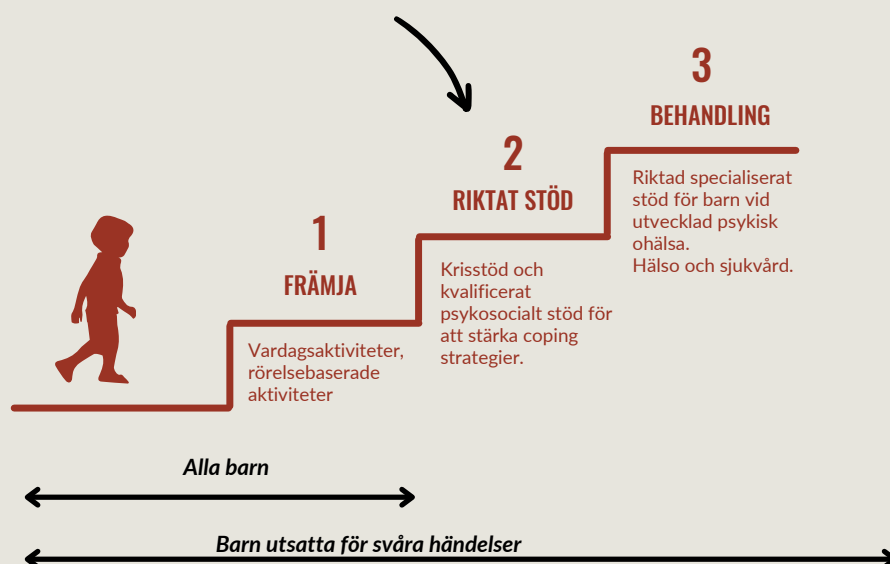 1
FRÄMJA
Vardagsaktiviteter,
rörelsebaserade
aktiviteter
2
RIKTAT STÖD
Krisstöd och
kvalificerat
psykosocialt stöd för
att stärka coping
strategier.
3
BEHANDLING
Riktad specialiserat
stöd för barn vid
utvecklad psykisk
ohälsa.
Hälso och sjukvård.
Alla barn
Barn utsatta för svåra händelser